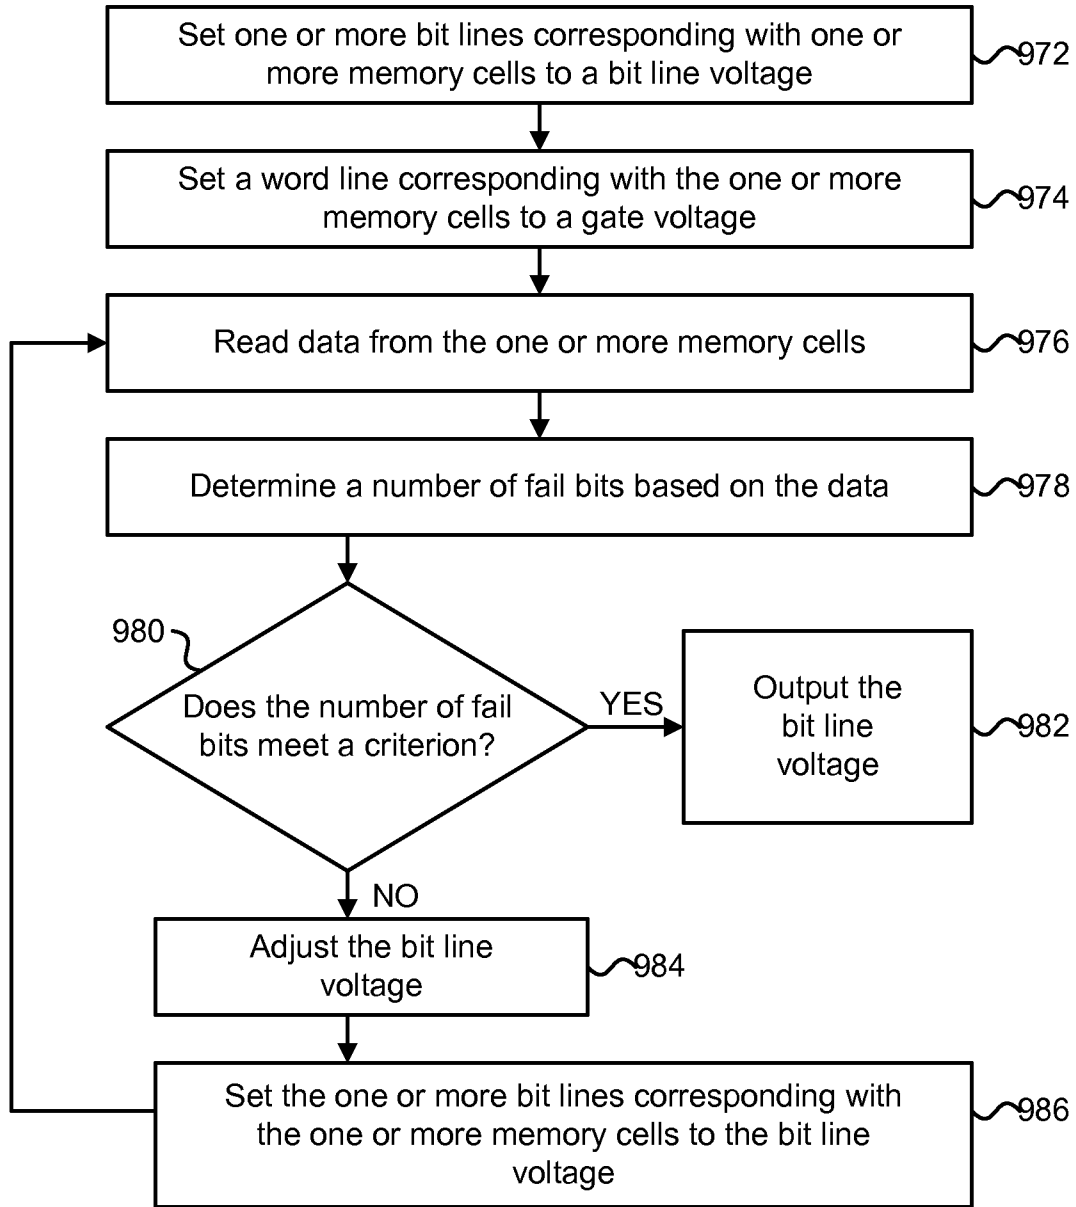 Set one or more bit lines corresponding with one or
more memory cells to a bit line voltage
972
Set a word line corresponding with the one or more
memory cells to a gate voltage
974
Read data from the one or more memory cells
976
Determine a number of fail bits based on the data
978
980
Does the number of fail
bits meet a criterion?
YES
Output the
bit line
voltage
982
NO
Adjust the bit line
voltage
984
Set the one or more bit lines corresponding with
the one or more memory cells to the bit line
voltage
986